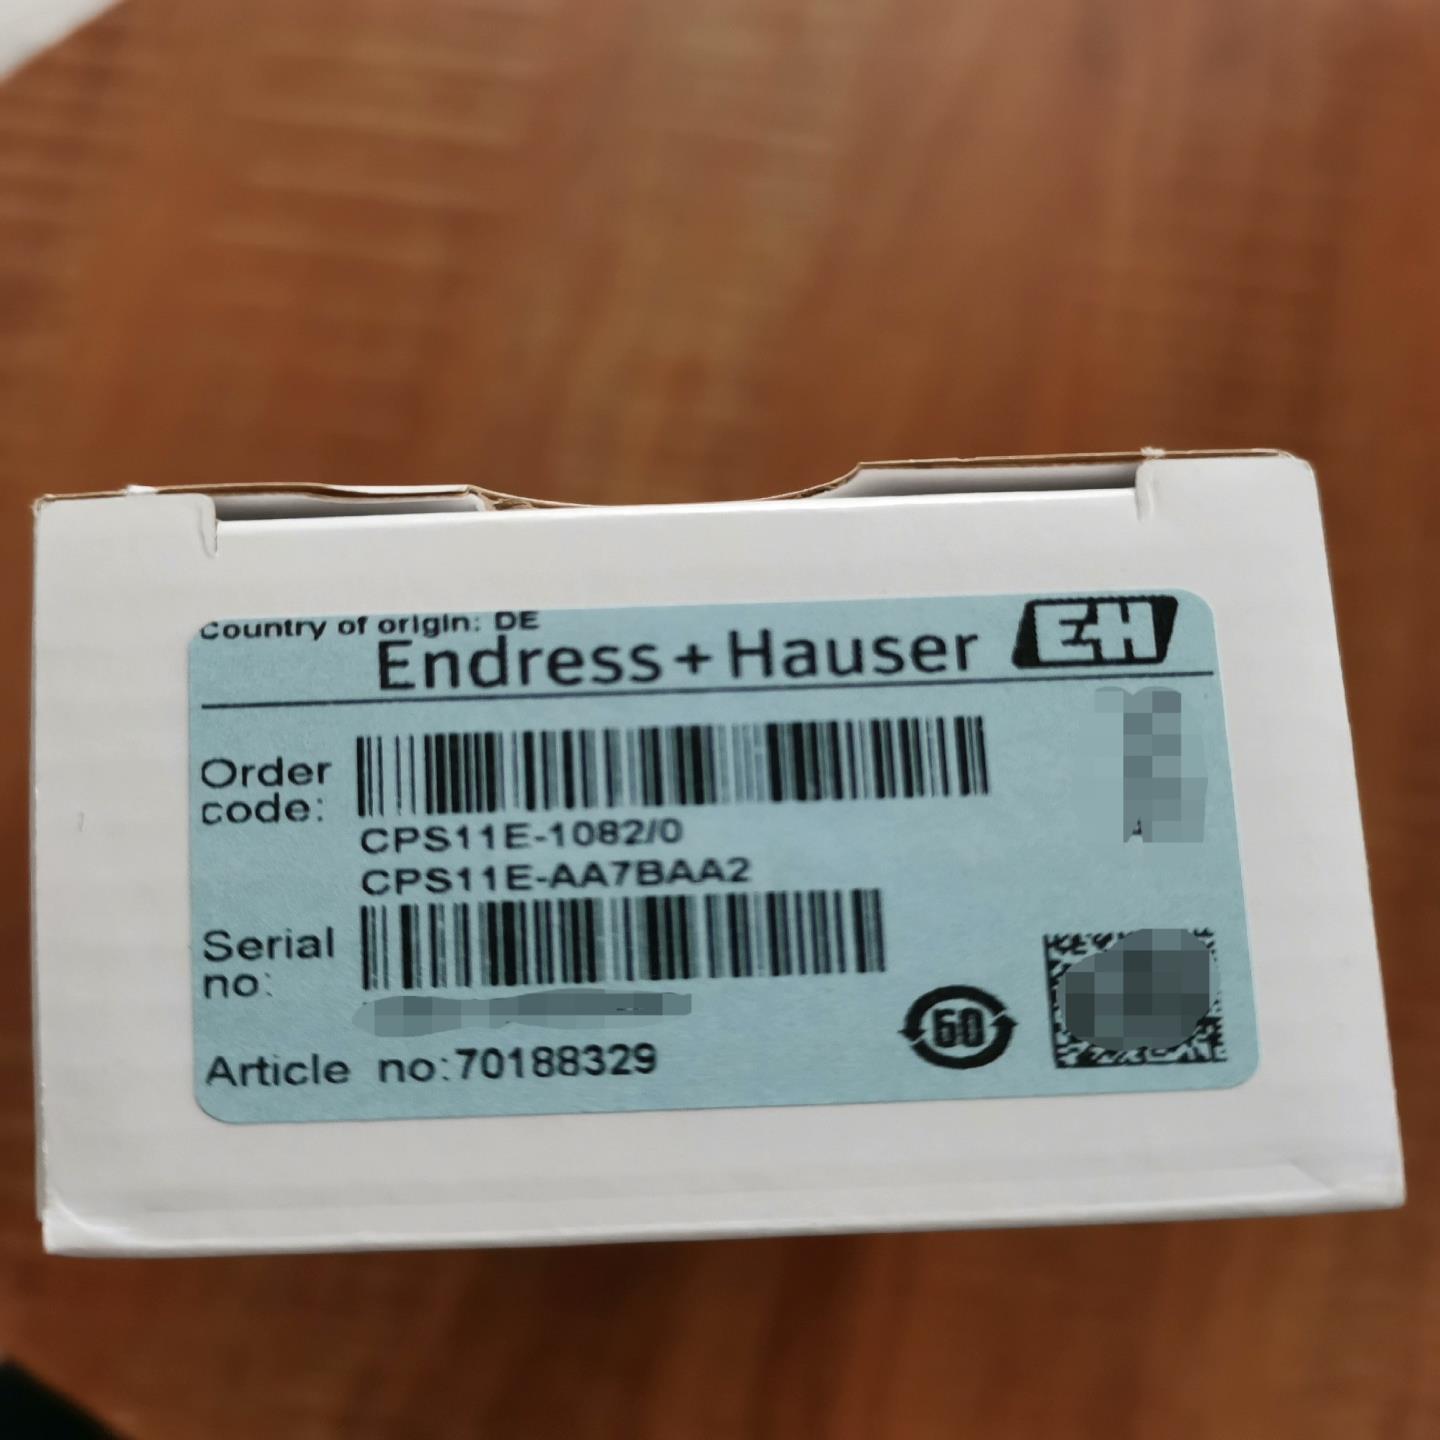 Country of origin: DE
Endress+Hauser EH
Order code:
CPS11E-1082/0
CPS11E-AA7BAA2
Serial no:
Article no:70188329
60